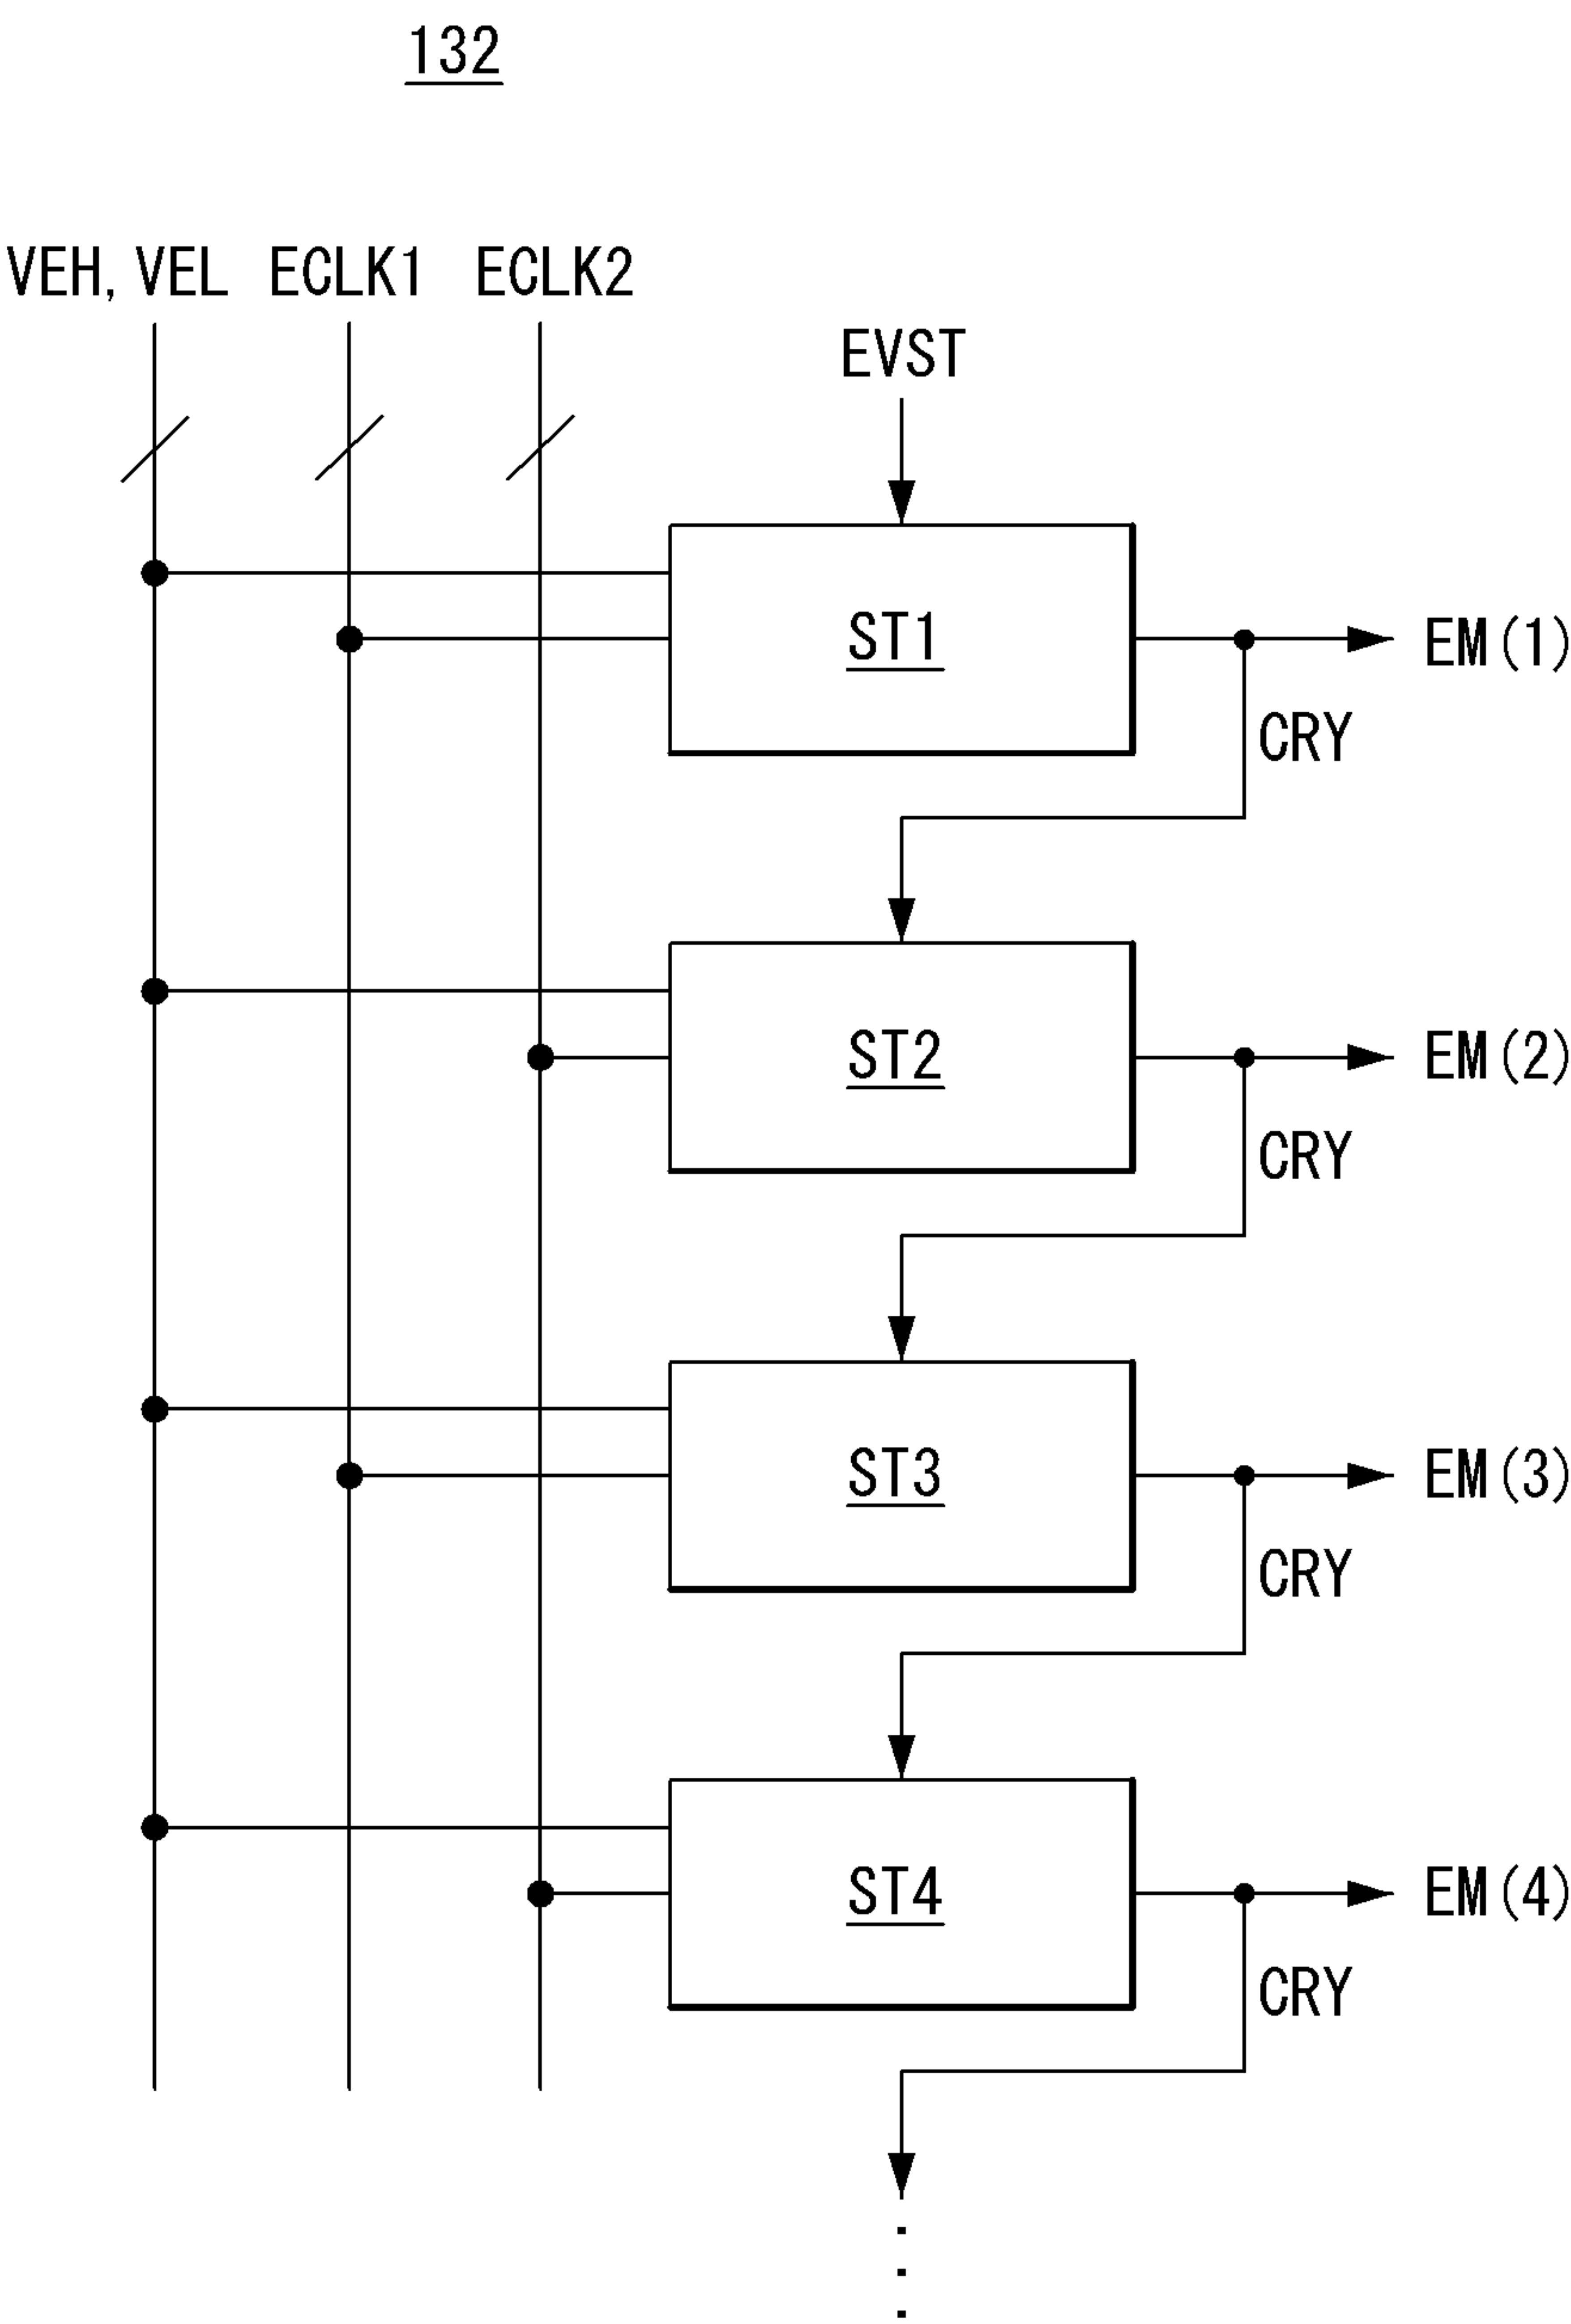 132
VEH, VEL ECLK1 ECLK2
EVST
ST1
EM(1)
CRY
ST2
EM(2)
CRY
ST3
EM(3)
CRY
ST4
EM(4)
CRY